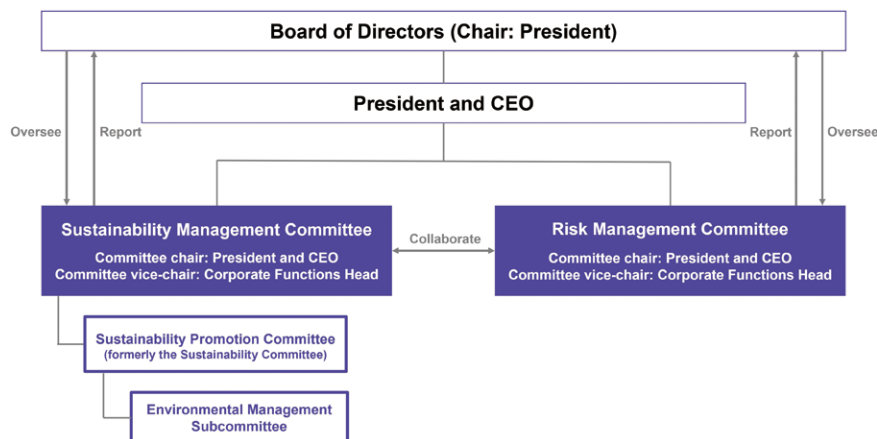 Board of Directors (Chair: President)
President and CEO
Oversee
Report
Report
Oversee
Sustainability Management Committee
Committee chair: President and CEO
Committee vice-chair: Corporate Functions Head
Collaborate
Risk Management Committee
Committee chair: President and CEO
Committee vice-chair: Corporate Functions Head
Sustainability Promotion Committee
(formerly the Sustainability Committee)
Environmental Management
Subcommittee